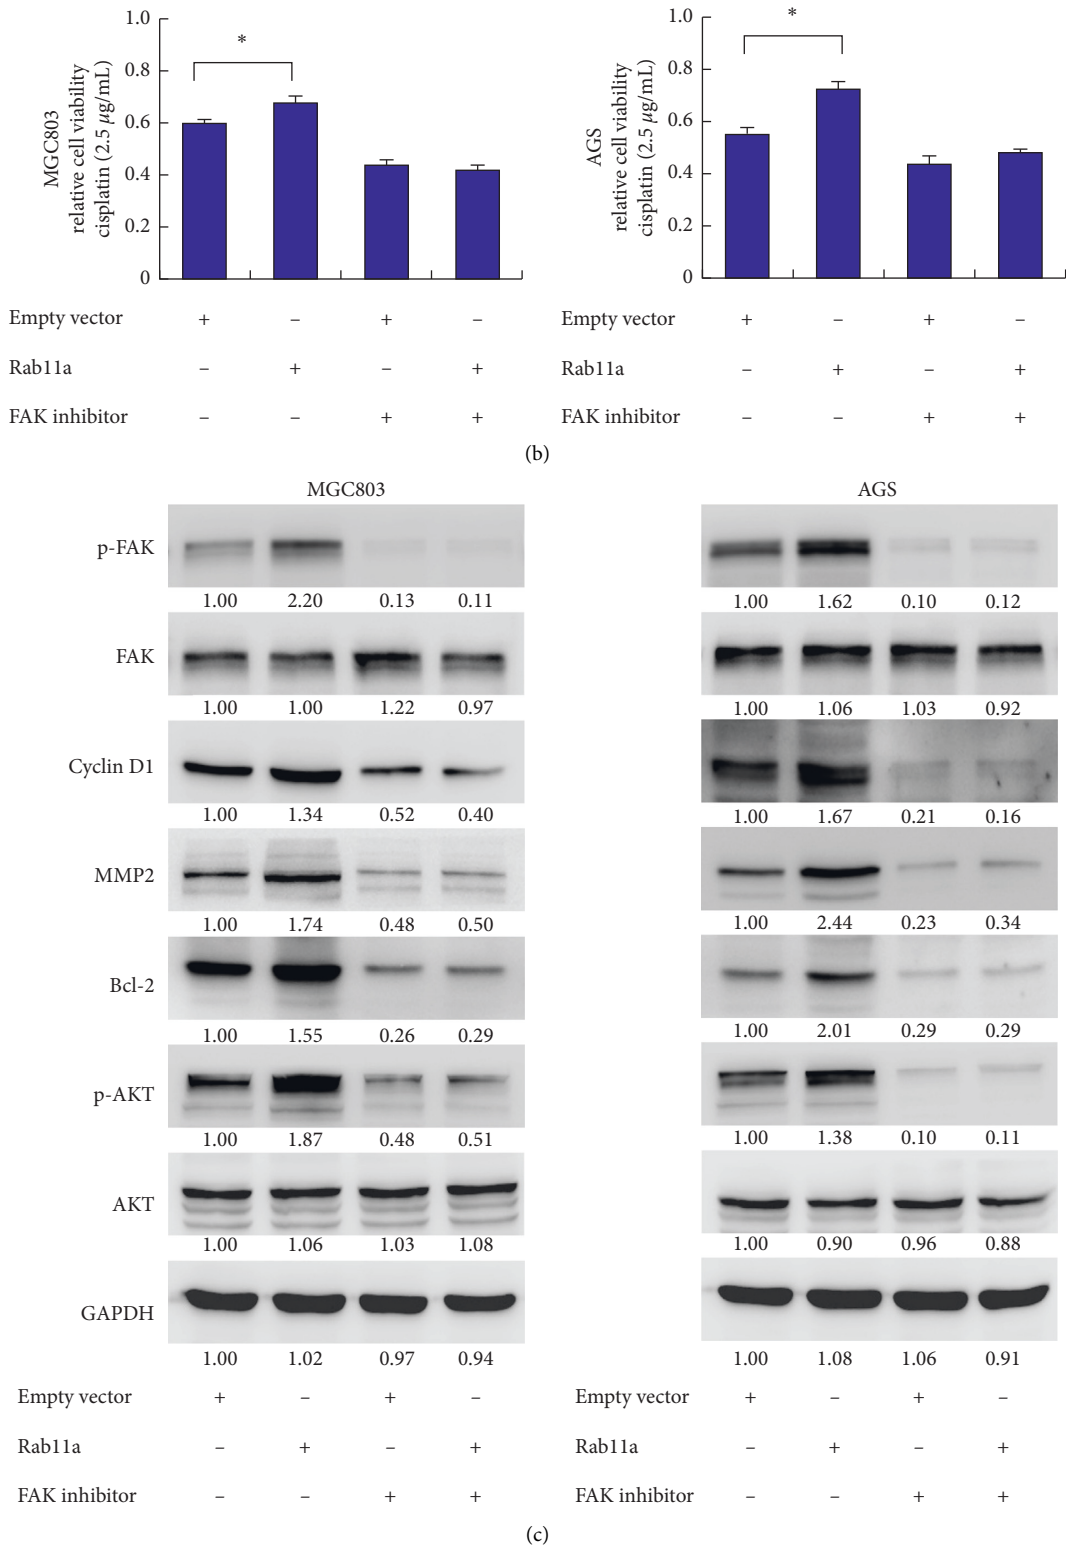 1.0
0.8
0.6
0.4
0.2
0
MGC803
relative cell viability
cisplatin (2.5 μg/mL)
*
Empty vector + – + –
Rab11a – + – +
FAK inhibitor – – + +
1.0
0.8
0.6
0.4
0.2
0
AGS
relative cell viability
cisplatin (2.5 μg/mL)
*
Empty vector + – + –
Rab11a – + – +
FAK inhibitor – – + +
(b)
MGC803
p-FAK
1.00 2.20 0.13 0.11
FAK
1.00 1.00 1.22 0.97
Cyclin D1
1.00 1.34 0.52 0.40
MMP2
1.00 1.74 0.48 0.50
Bcl-2
1.00 1.55 0.26 0.29
p-AKT
1.00 1.87 0.48 0.51
AKT
1.00 1.06 1.03 1.08
GAPDH
1.00 1.02 0.97 0.94
Empty vector + – + –
Rab11a – + – +
FAK inhibitor – – + +
AGS
1.00 1.62 0.10 0.12
1.00 1.06 1.03 0.92
1.00 1.67 0.21 0.16
1.00 2.44 0.23 0.34
1.00 2.01 0.29 0.29
1.00 1.38 0.10 0.11
1.00 0.90 0.96 0.88
1.00 1.08 1.06 0.91
Empty vector + – + –
Rab11a – + – +
FAK inhibitor – – + +
(c)